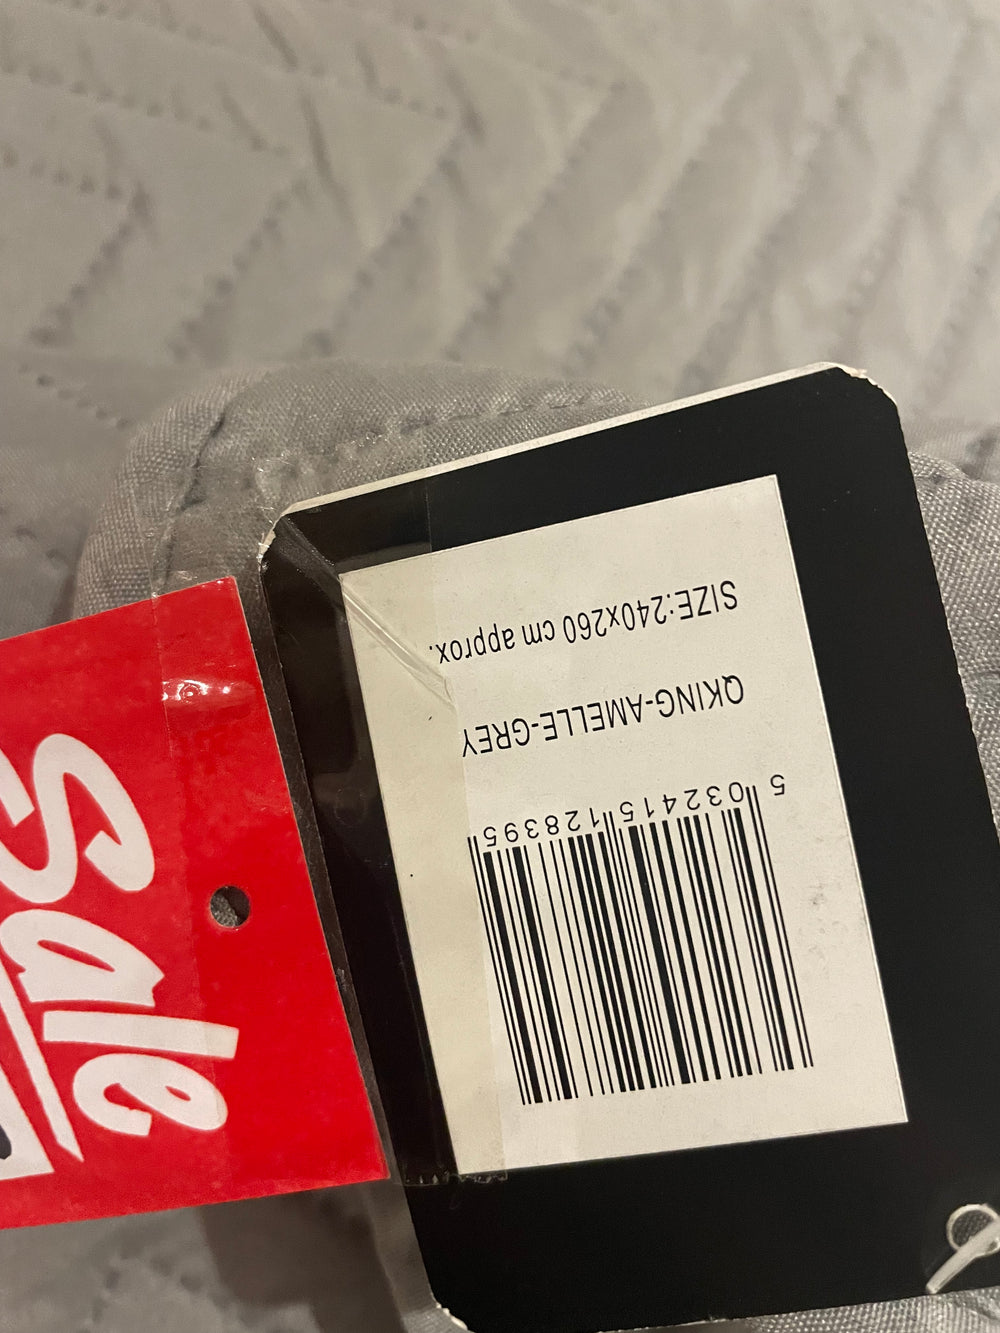 SIZE:240x260 cm approx.
QKING-AMELLE-GREY
5 032415 128395
Sale